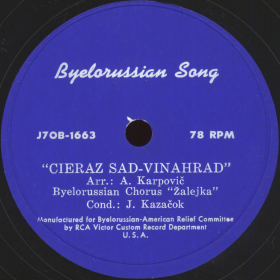 Byelorussian Song
J7OB-1663 78 RPM
"CIERAZ SAD-VINAHRAD"
Arr.: A. Karpovič
Byelorussian Chorus "Žalejka"
Cond.: J. Kazačok
Manufactured for Byelorussian-American Relief Committee
by RCA Victor Custom Record Department
U.S.A.